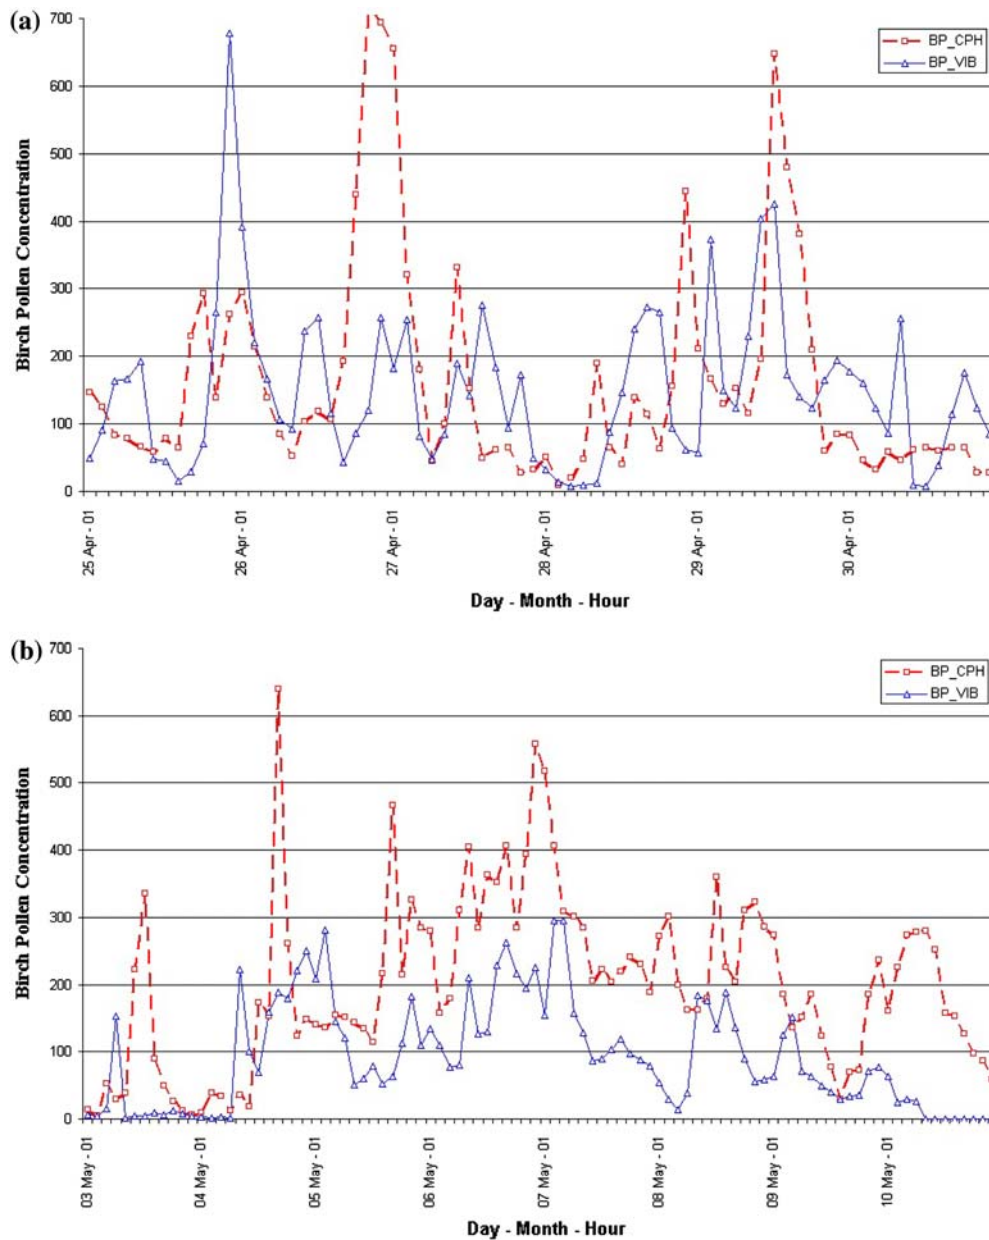 (a)
700
600
500
400
300
200
100
0
Birch Pollen Concentration
BP_CPH
BP_VIB
25 Apr - 01
26 Apr - 01
27 Apr - 01
28 Apr - 01
29 Apr - 01
30 Apr - 01
Day - Month - Hour
(b)
700
600
500
400
300
200
100
0
Birch Pollen Concentration
BP_CPH
BP_VIB
03 May - 01
04 May - 01
05 May - 01
06 May - 01
07 May - 01
08 May - 01
09 May - 01
10 May - 01
Day - Month - Hour